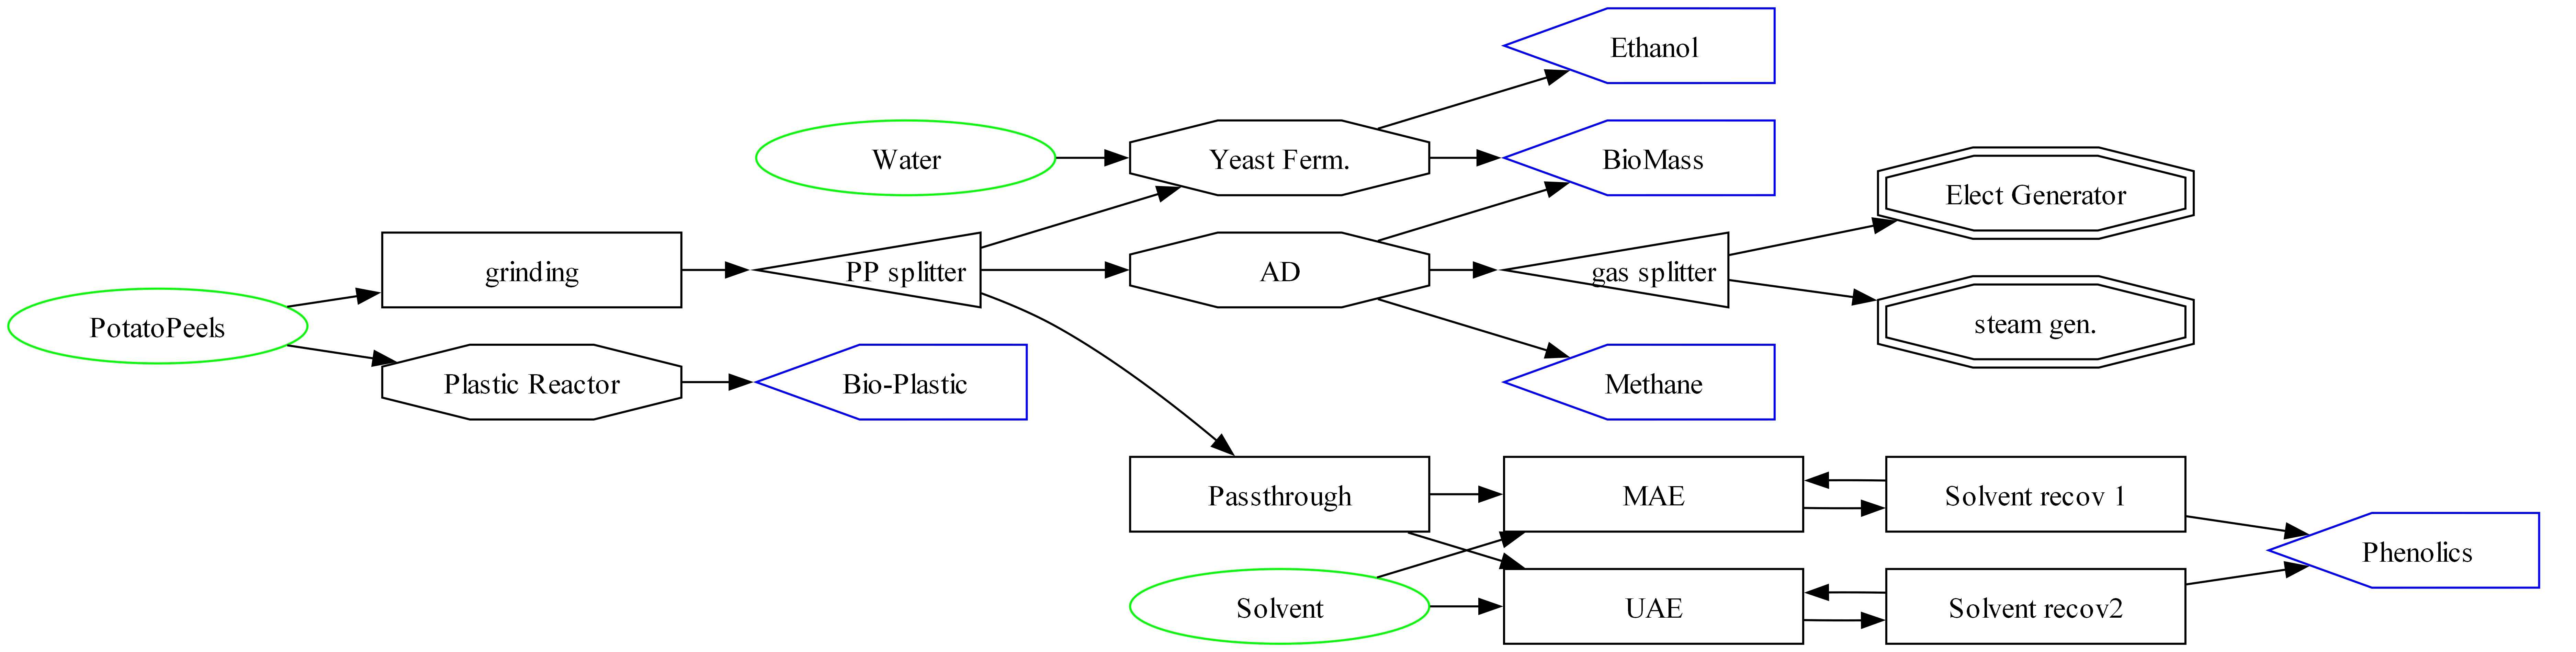 Ethanol
Water
Yeast Ferm.
BioMass
Elect Generator
grinding
PP splitter
AD
gas splitter
PotatoPeels
steam gen.
Plastic Reactor
Bio-Plastic
Methane
Passthrough
MAE
Solvent recov 1
Phenolics
Solvent
UAE
Solvent recov2